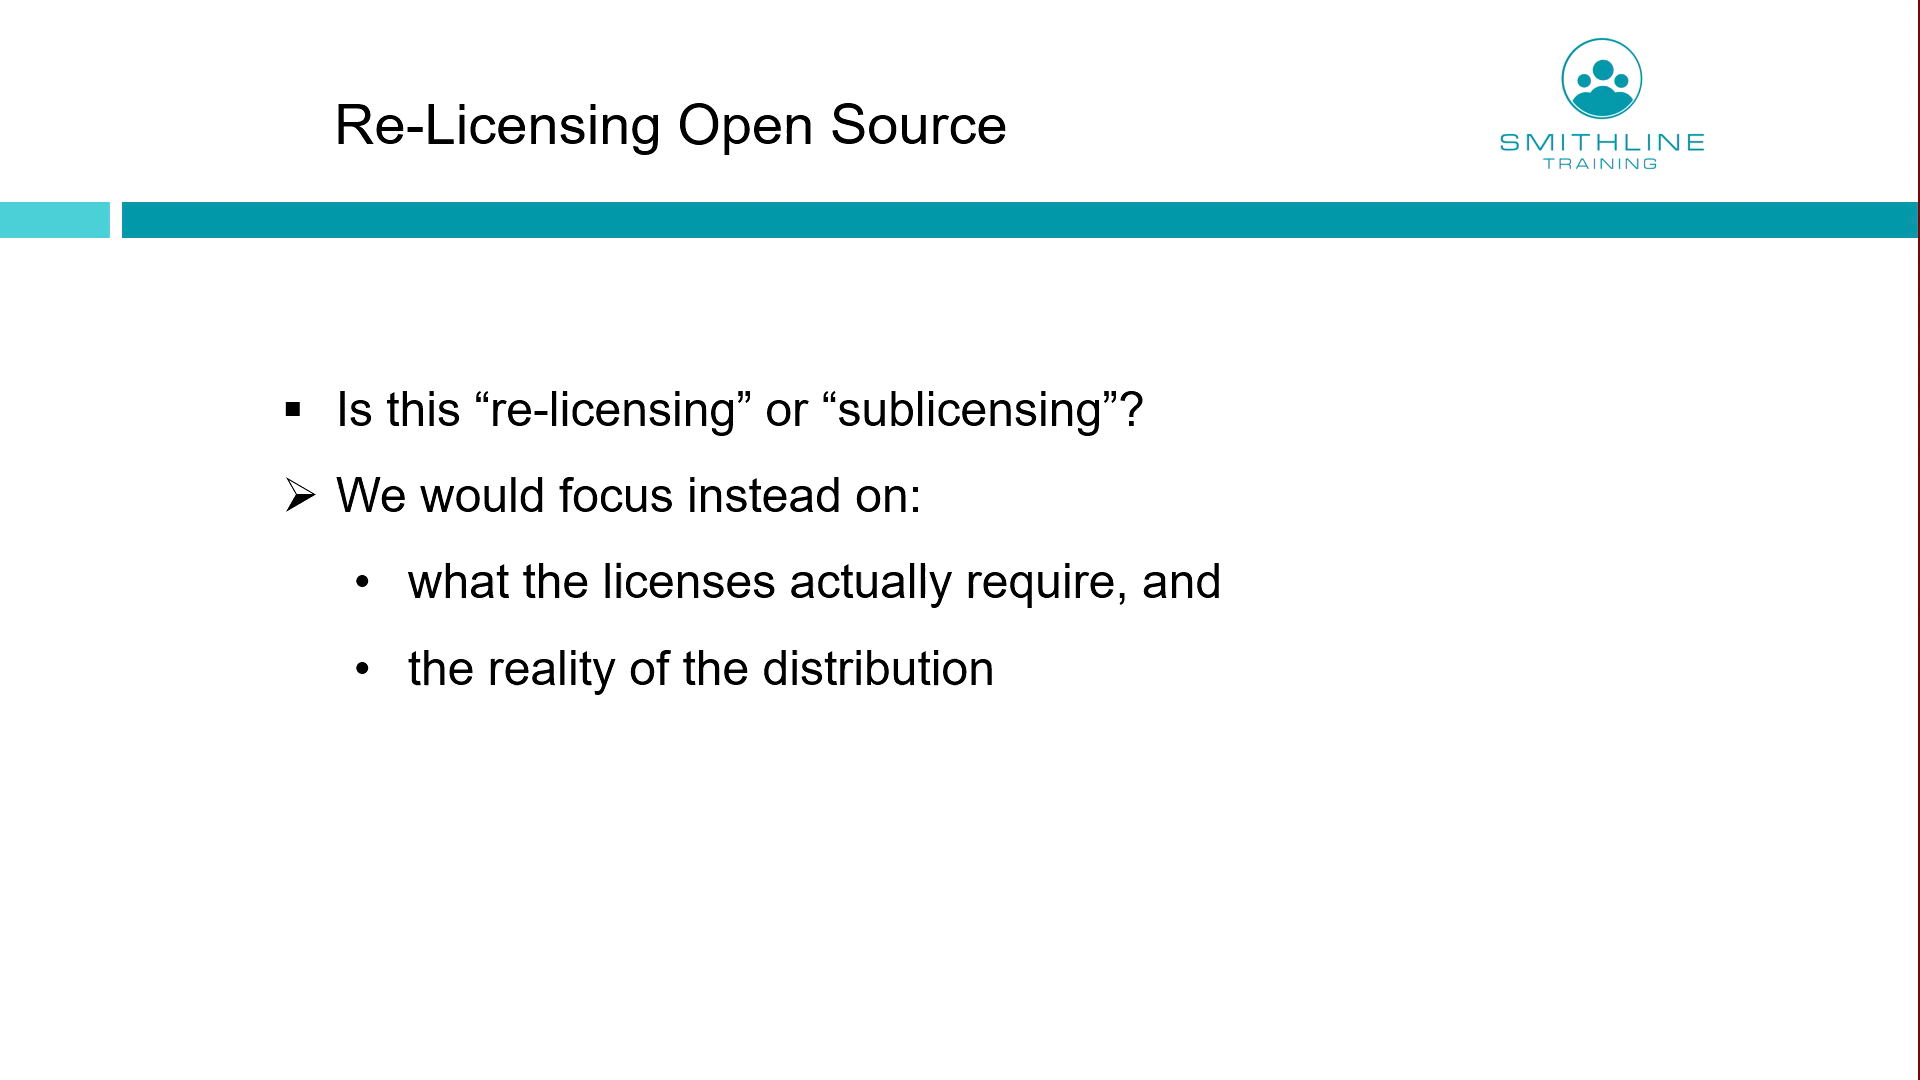 Re-Licensing Open Source
SMITHLINE
TRAINING
▪ Is this “re-licensing” or “sublicensing”?
➢ We would focus instead on:
• what the licenses actually require, and
• the reality of the distribution